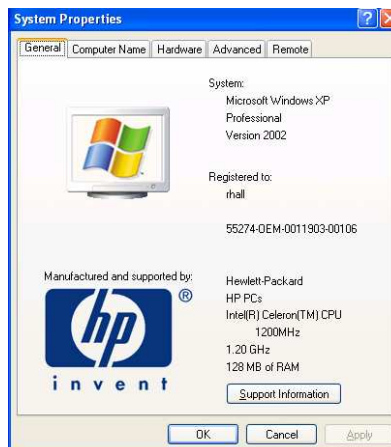 System Properties
General
Computer Name
Hardware
Advanced
Remote
System:
Microsoft Windows XP
Professional
Version 2002
Registered to:
rhall
55274-OEM-0011903-00106
Manufactured and supported by:
hp
®
invent
Hewlett-Packard
HP PCs
Intel(R) Celeron(TM) CPU
1200MHz
1.20 GHz
128 MB of RAM
Support Information
OK
Cancel
Apply